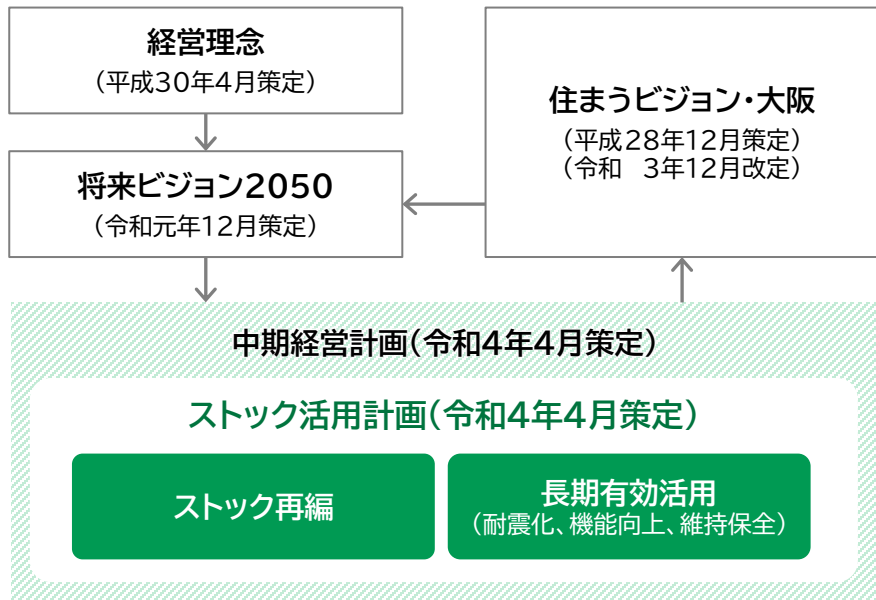 経営理念
（平成30年4月策定）
将来ビジョン2050
（令和元年12月策定）
住まうビジョン・大阪
（平成28年12月策定）
（令和　3年12月改定）
中期経営計画（令和4年4月策定）
ストック活用計画（令和4年4月策定）
ストック再編
長期有効活用
（耐震化、機能向上、維持保全）